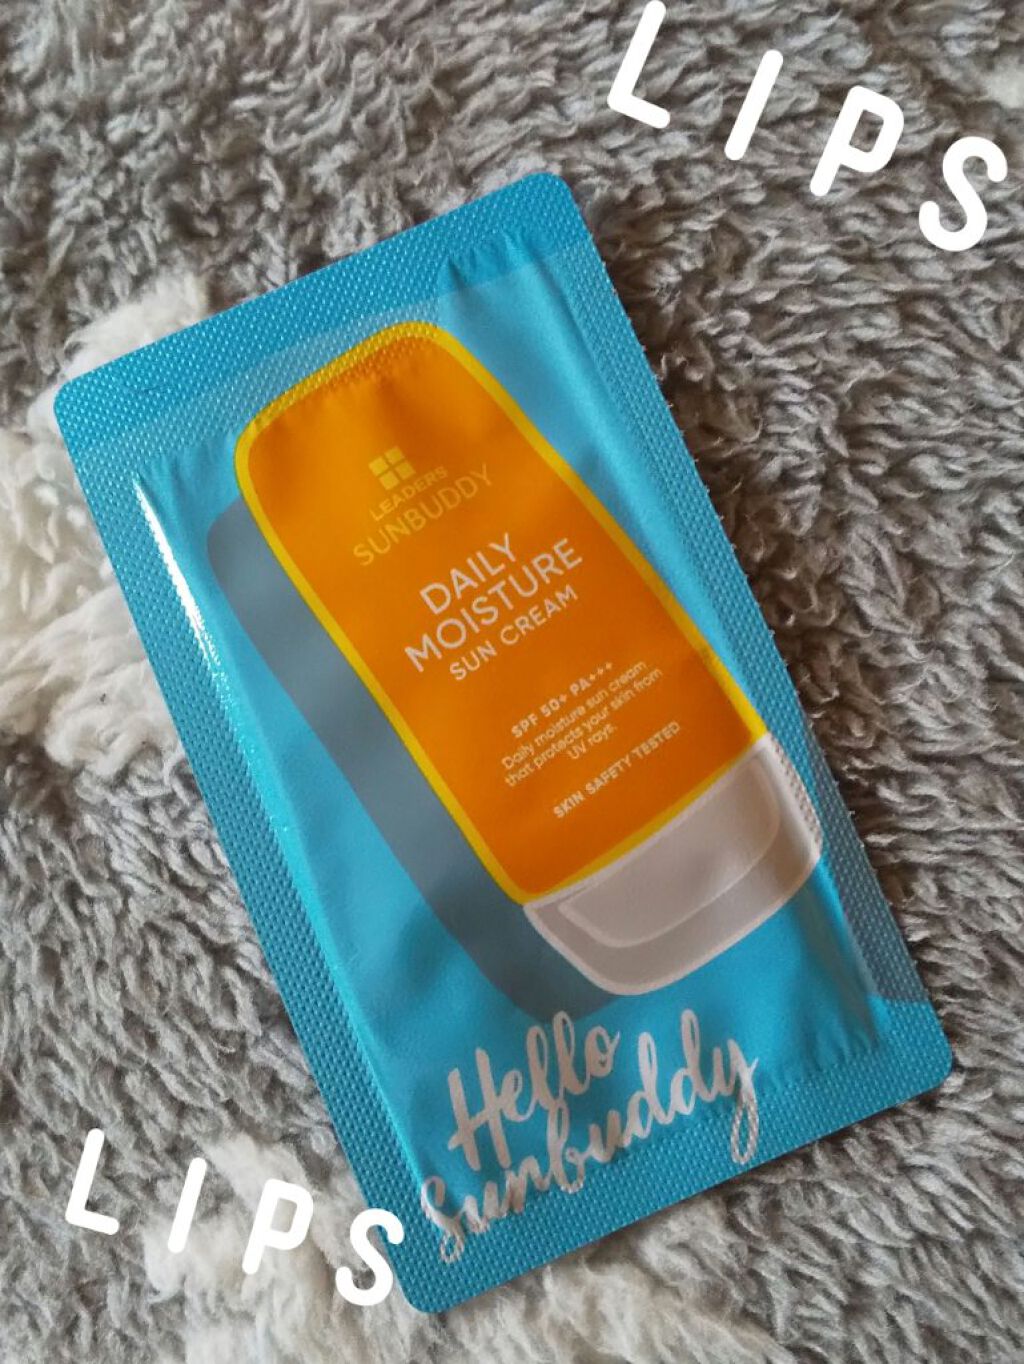 LIPS
LEADERS
SUNBUDDY
DAILY
MOISTURE
SUN CREAM
SPF 50+ PA+++
Daily moisture sun cream
that protects your skin from
UV rays.
SKIN SAFETY TESTED
Hello
Sunbuddy
LIPS